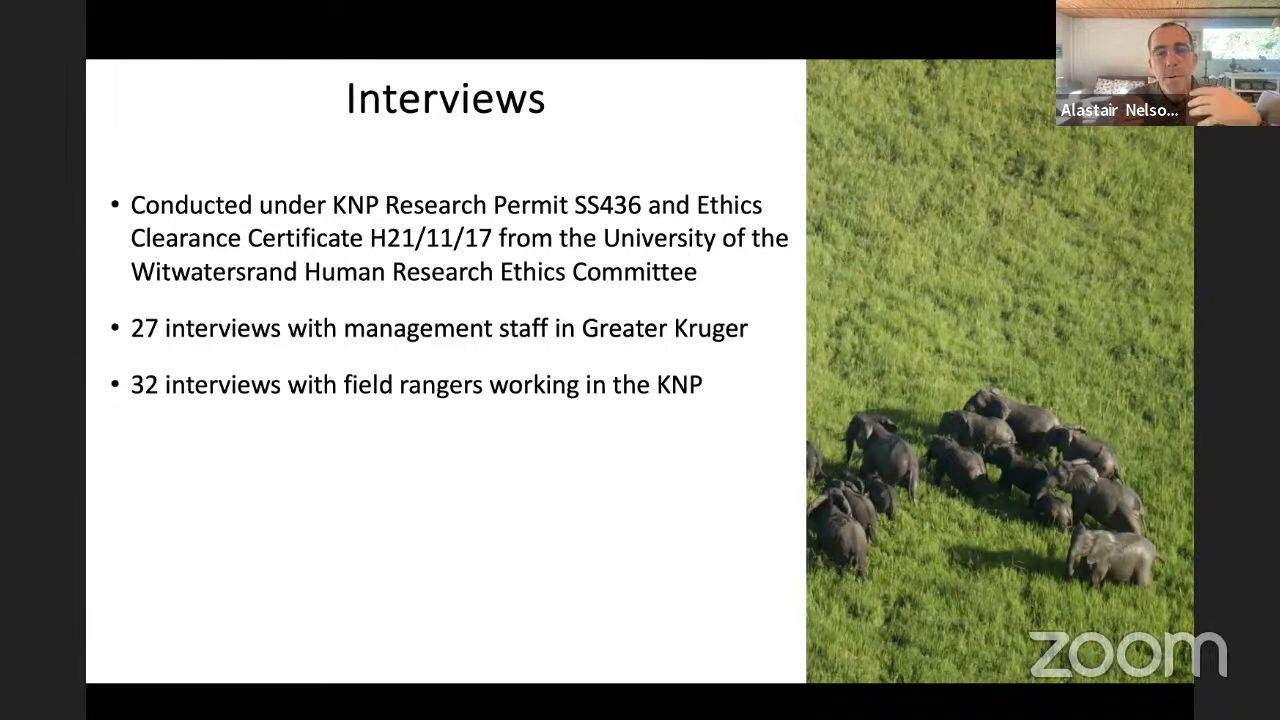 Interviews
Alastair Nelso...
• Conducted under KNP Research Permit SS436 and Ethics
Clearance Certificate H21/11/17 from the University of the
Witwatersrand Human Research Ethics Committee
• 27 interviews with management staff in Greater Kruger
• 32 interviews with field rangers working in the KNP
zoom